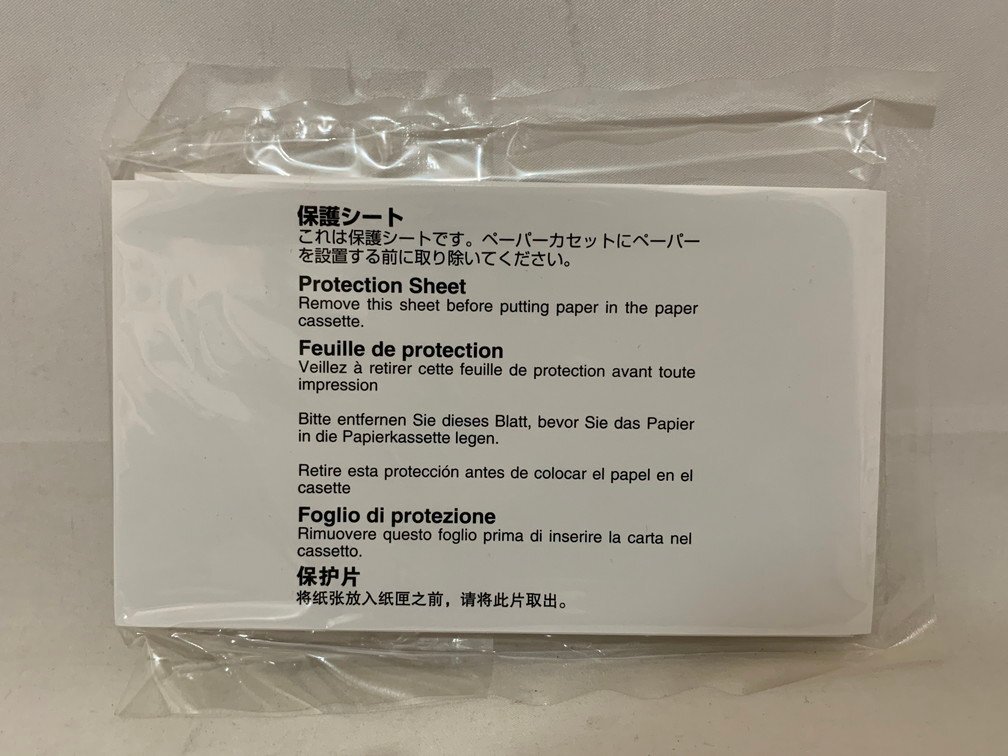 保護シート
これは保護シートです。ペーパーカセットにペーパー
を設置する前に取り除いてください。
Protection Sheet
Remove this sheet before putting paper in the paper
cassette.
Feuille de protection
Veillez à retirer cette feuille de protection avant toute
impression
Bitte entfernen Sie dieses Blatt, bevor Sie das Papier
in die Papierkassette legen.
Retire esta protección antes de colocar el papel en el
casette
Foglio di protezione
Rimuovere questo foglio prima di inserire la carta nel
cassetto.
保护片
将纸张放入纸匣之前，请将此片取出。